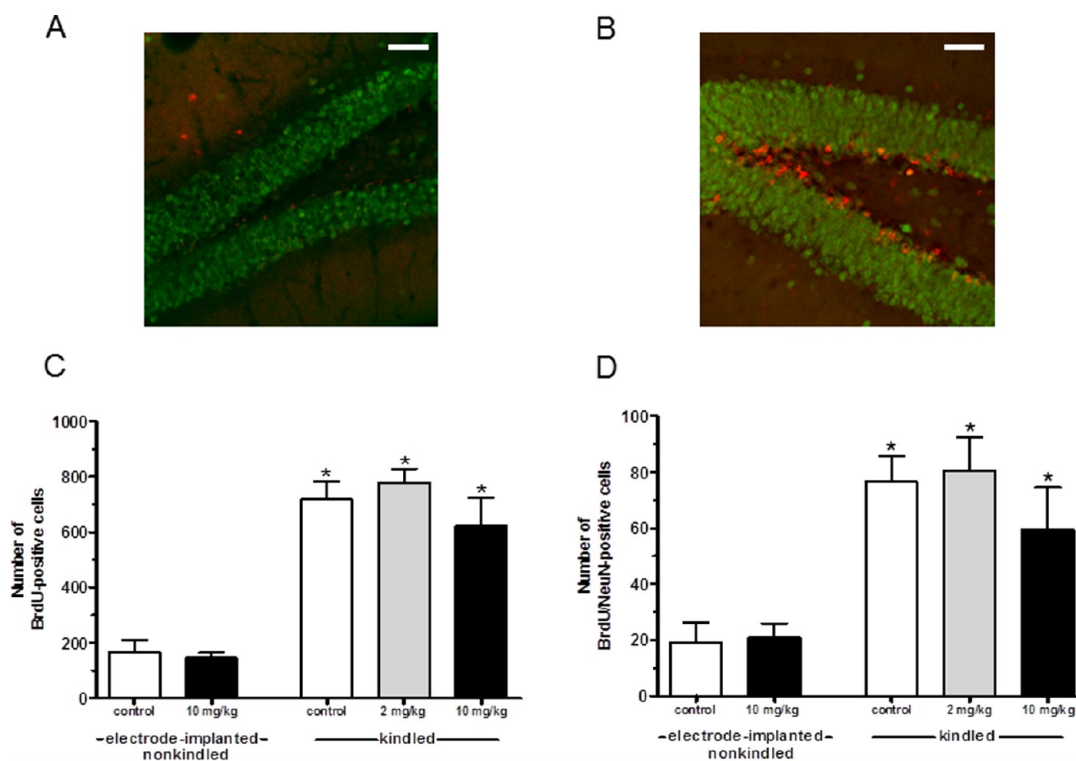 A
B
C
Number of
BrdU-positive cells
1000
800
600
400
200
0
*
*
*
control
10 mg/kg
control
2 mg/kg
10 mg/kg
electrode-implanted
nonkindled
kindled
D
Number of
BrdU/NeuN-positive cells
100
80
60
40
20
0
*
*
*
control
10 mg/kg
control
2 mg/kg
10 mg/kg
electrode-implanted
nonkindled
kindled